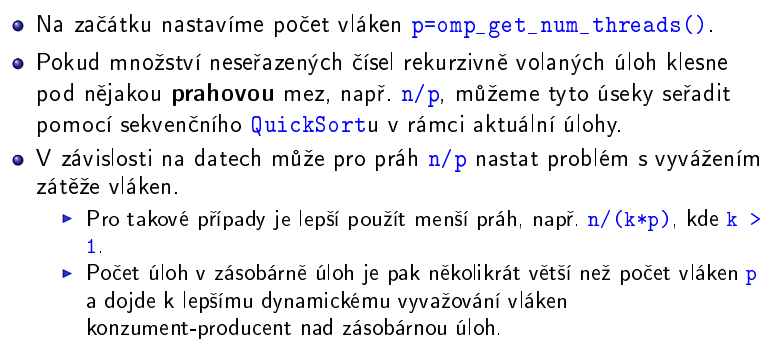 Na začátku nastavíme počet vláken p=omp_get_num_threads().
Pokud množství neseřazených čísel rekurzivně volaných úloh klesne
pod nějakou prahovou mez, např. n/p, můžeme tyto úseky seřadit
pomocí sekvenčního QuickSortu v rámci aktuální úlohy.
V závislosti na datech může pro práh n/p nastat problém s vyvážením
zátěže vláken.
Pro takové případy je lepší použít menší práh, např. n/(k*p), kde k >
1.
Počet úloh v zásobárně úloh je pak několikrát větší než počet vláken p
a dojde k lepšímu dynamickému vyvažování vláken
konzument-producent nad zásobárnou úloh.